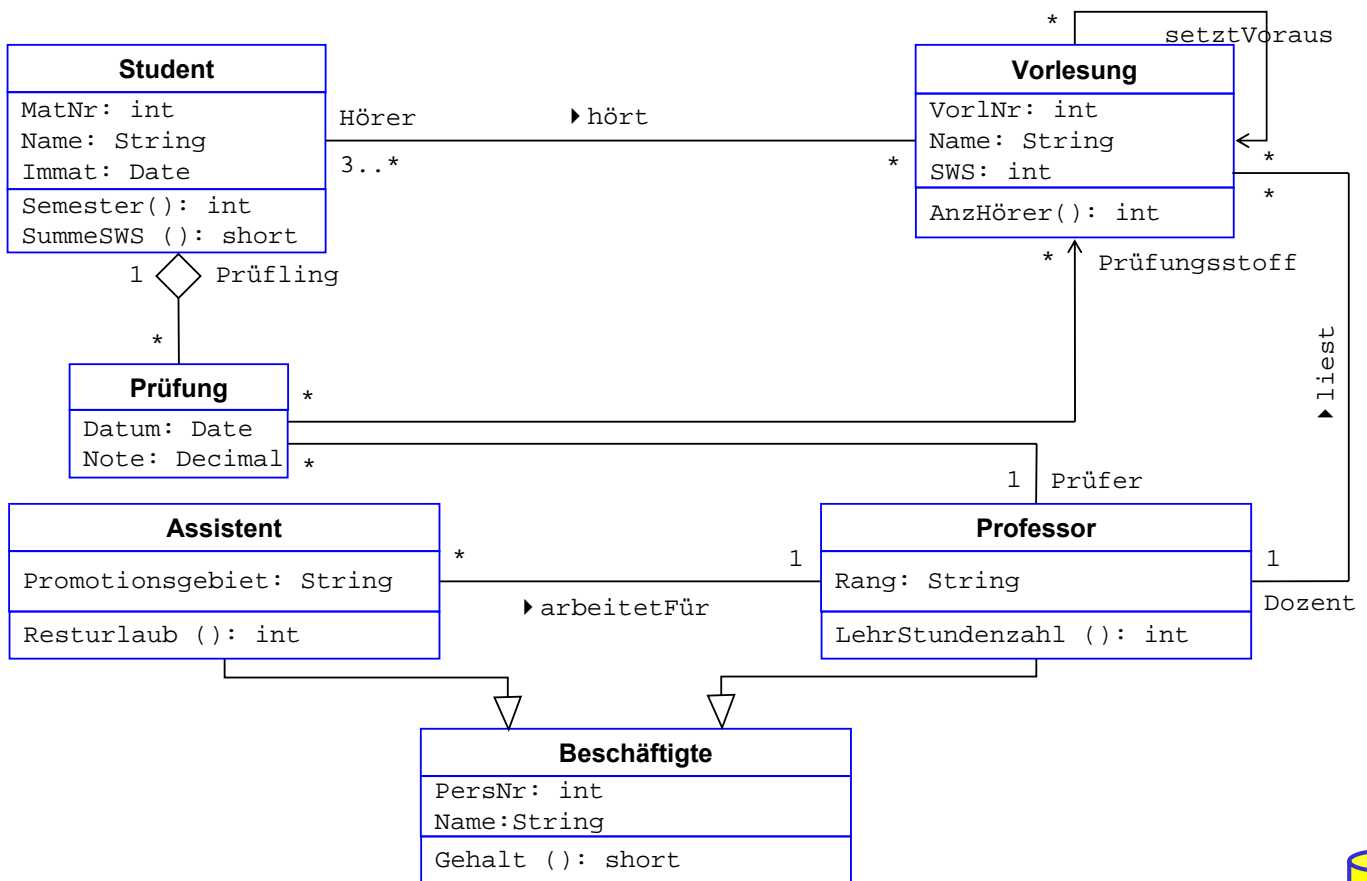 *
setztVoraus
Student
MatNr: int
Name: String
Immat: Date
Semester(): int
SummeSWS (): short
Hörer
3..*
▶hört
*
Vorlesung
VorlNr: int
Name: String
SWS: int
AnzHörer(): int
*
*
1
Prüfling
*
* Prüfungsstoff
▶liest
Prüfung
Datum: Date
Note: Decimal
*
*
1 Prüfer
Assistent
Promotionsgebiet: String
Resturlaub (): int
*
1
▶arbeitetFür
Professor
Rang: String
LehrStundenzahl (): int
1
Dozent
Beschäftigte
PersNr: int
Name:String
Gehalt (): short